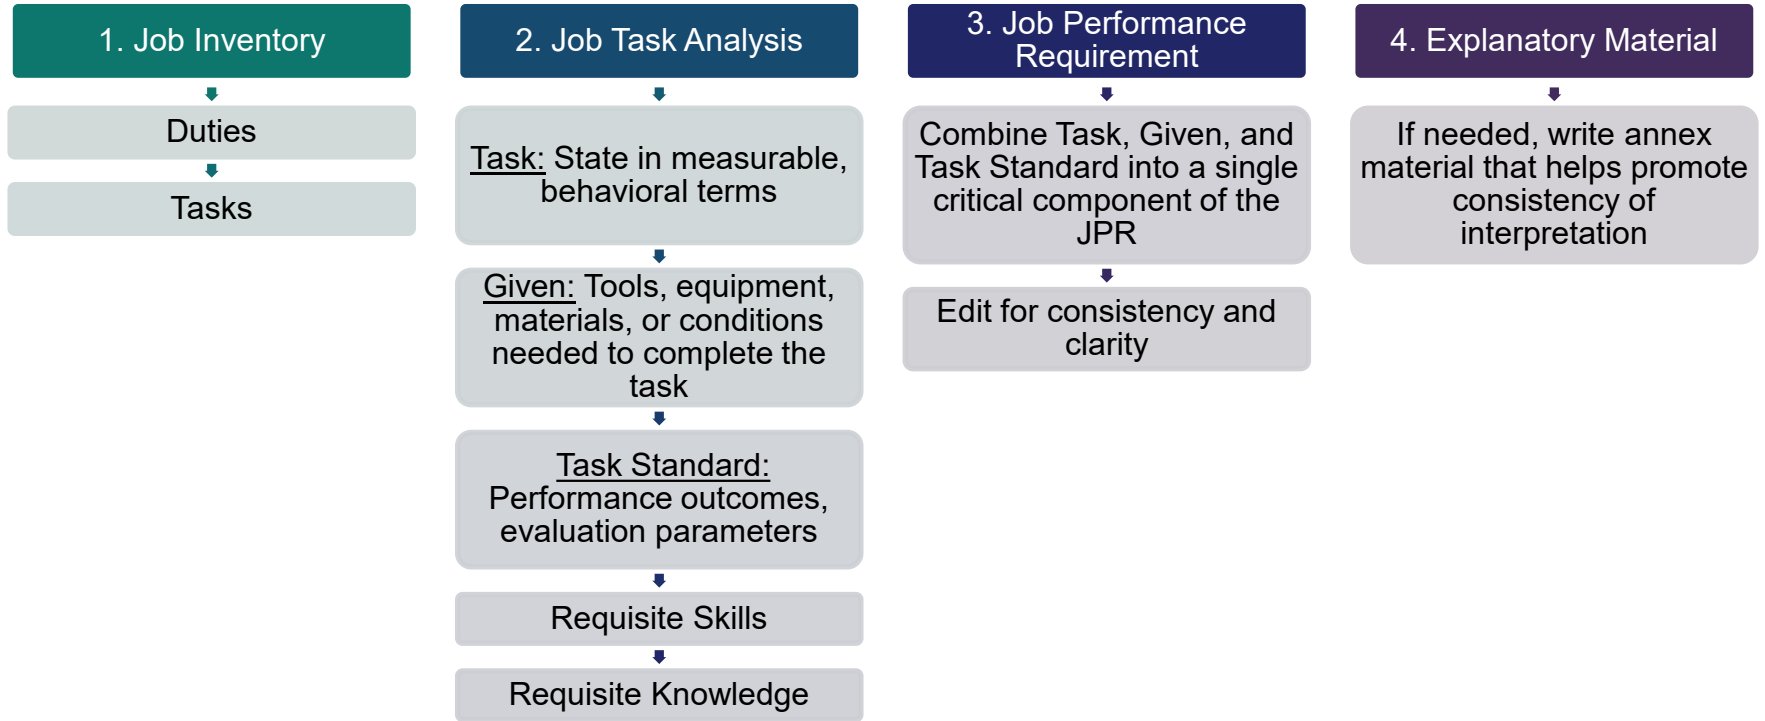 1. Job Inventory
Duties
Tasks
2. Job Task Analysis
Task: State in measurable,
behavioral terms
Given: Tools, equipment,
materials, or conditions
needed to complete the
task
Task Standard:
Performance outcomes,
evaluation parameters
Requisite Skills
Requisite Knowledge
3. Job Performance
Requirement
Combine Task, Given, and
Task Standard into a single
critical component of the
JPR
Edit for consistency and
clarity
4. Explanatory Material
If needed, write annex
material that helps promote
consistency of
interpretation